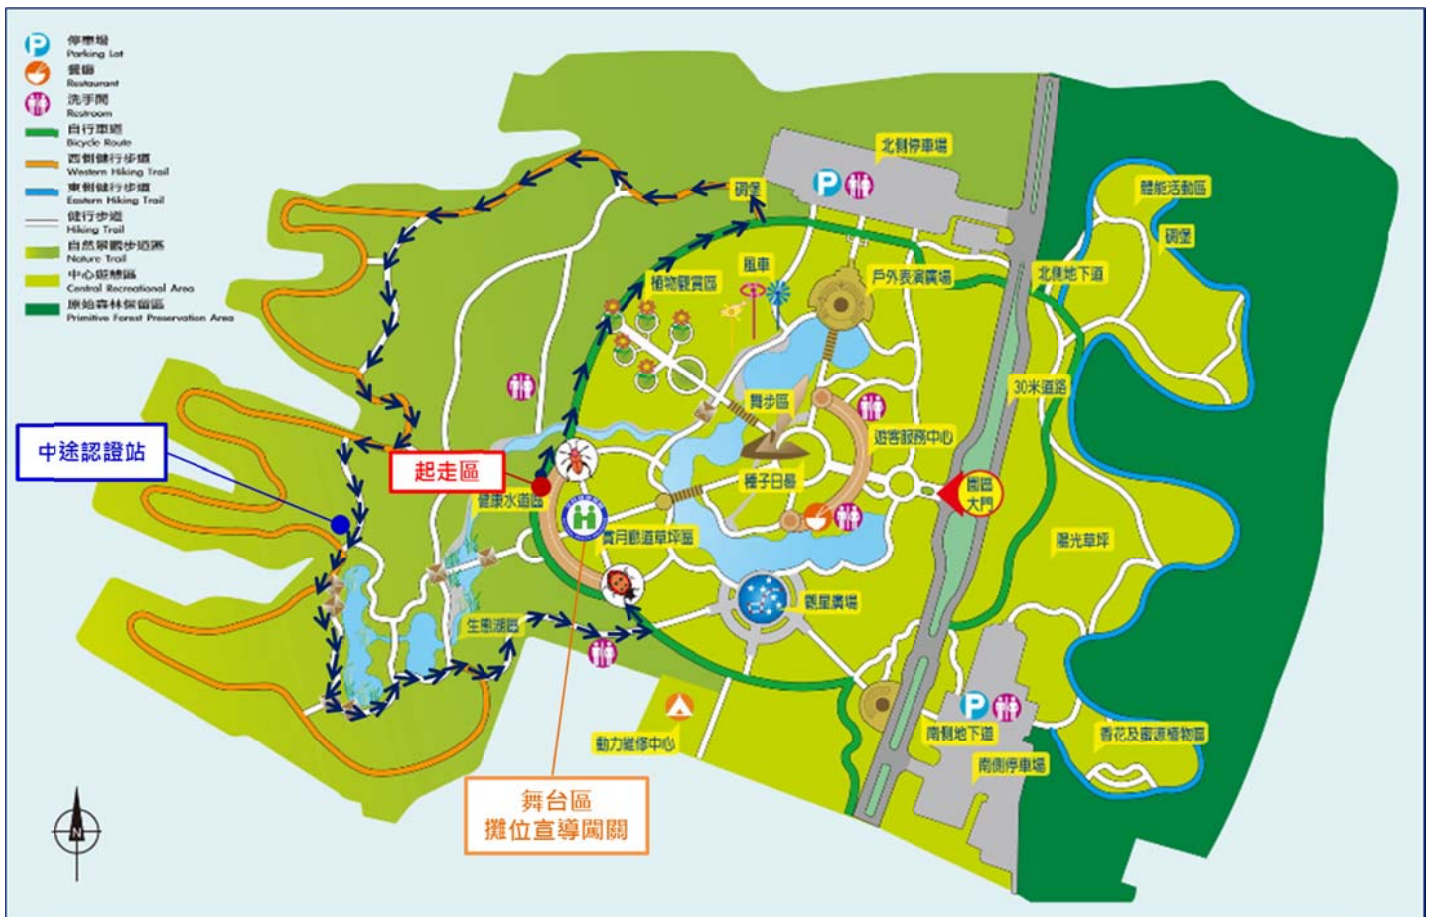 停車場
Parking Lot
餐廳
Restaurant
洗手間
Restroom
自行車道
Bicycle Route
西側健行步道
Western Hiking Trail
東側健行步道
Eastern Hiking Trail
健行步道
Hiking Trail
自然景觀步道區
Nature Trail
中心遊憩區
Central Recreational Area
原始森林保留區
Primitive Forest Preservation Area
北側停車場
P
碉堡
體能活動區
碉堡
風車
植物觀賞區
戶外表演廣場
北側地下道
30米道路
舞步區
遊客服務中心
中途認證站
起走區
種子日晷
園區
大門
健康水道區
賞月廊道草坪區
陽光草坪
觀星廣場
生態湖區
P
動力維修中心
南側地下道
香花及蜜源植物區
南側停車場
舞台區
攤位宣導闖關
N